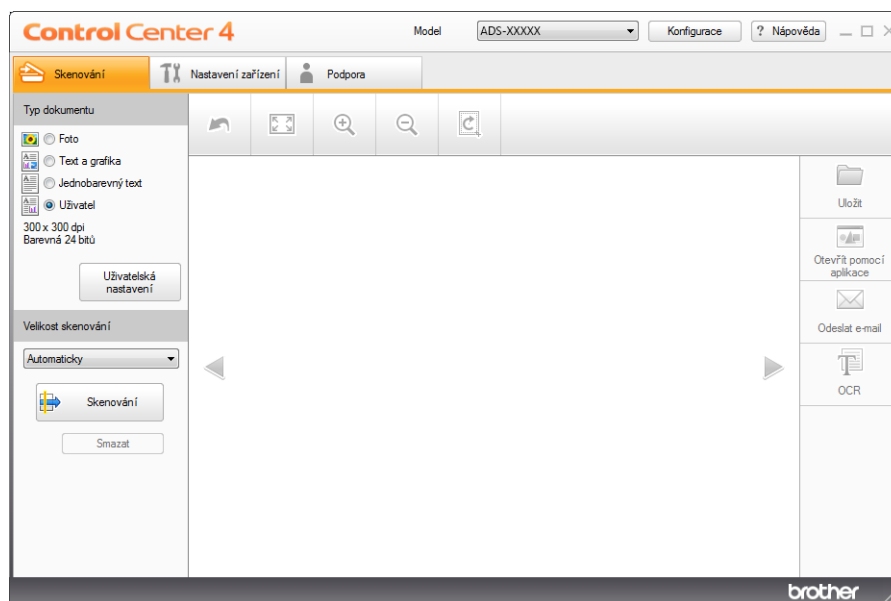 Control Center 4
Model
ADS-XXXXX
Konfigurace
? Nápověda
Skenování
Nastavení zařízení
Podpora
Typ dokumentu
Foto
Text a grafika
Jednobarevný text
Uživatel
300 x 300 dpi
Barevná 24 bitů
Uživatelská
nastavení
Velikost skenování
Automaticky
Skenování
Smazat
Uložit
Otevřít pomocí
aplikace
Odeslat e-mail
OCR
brother